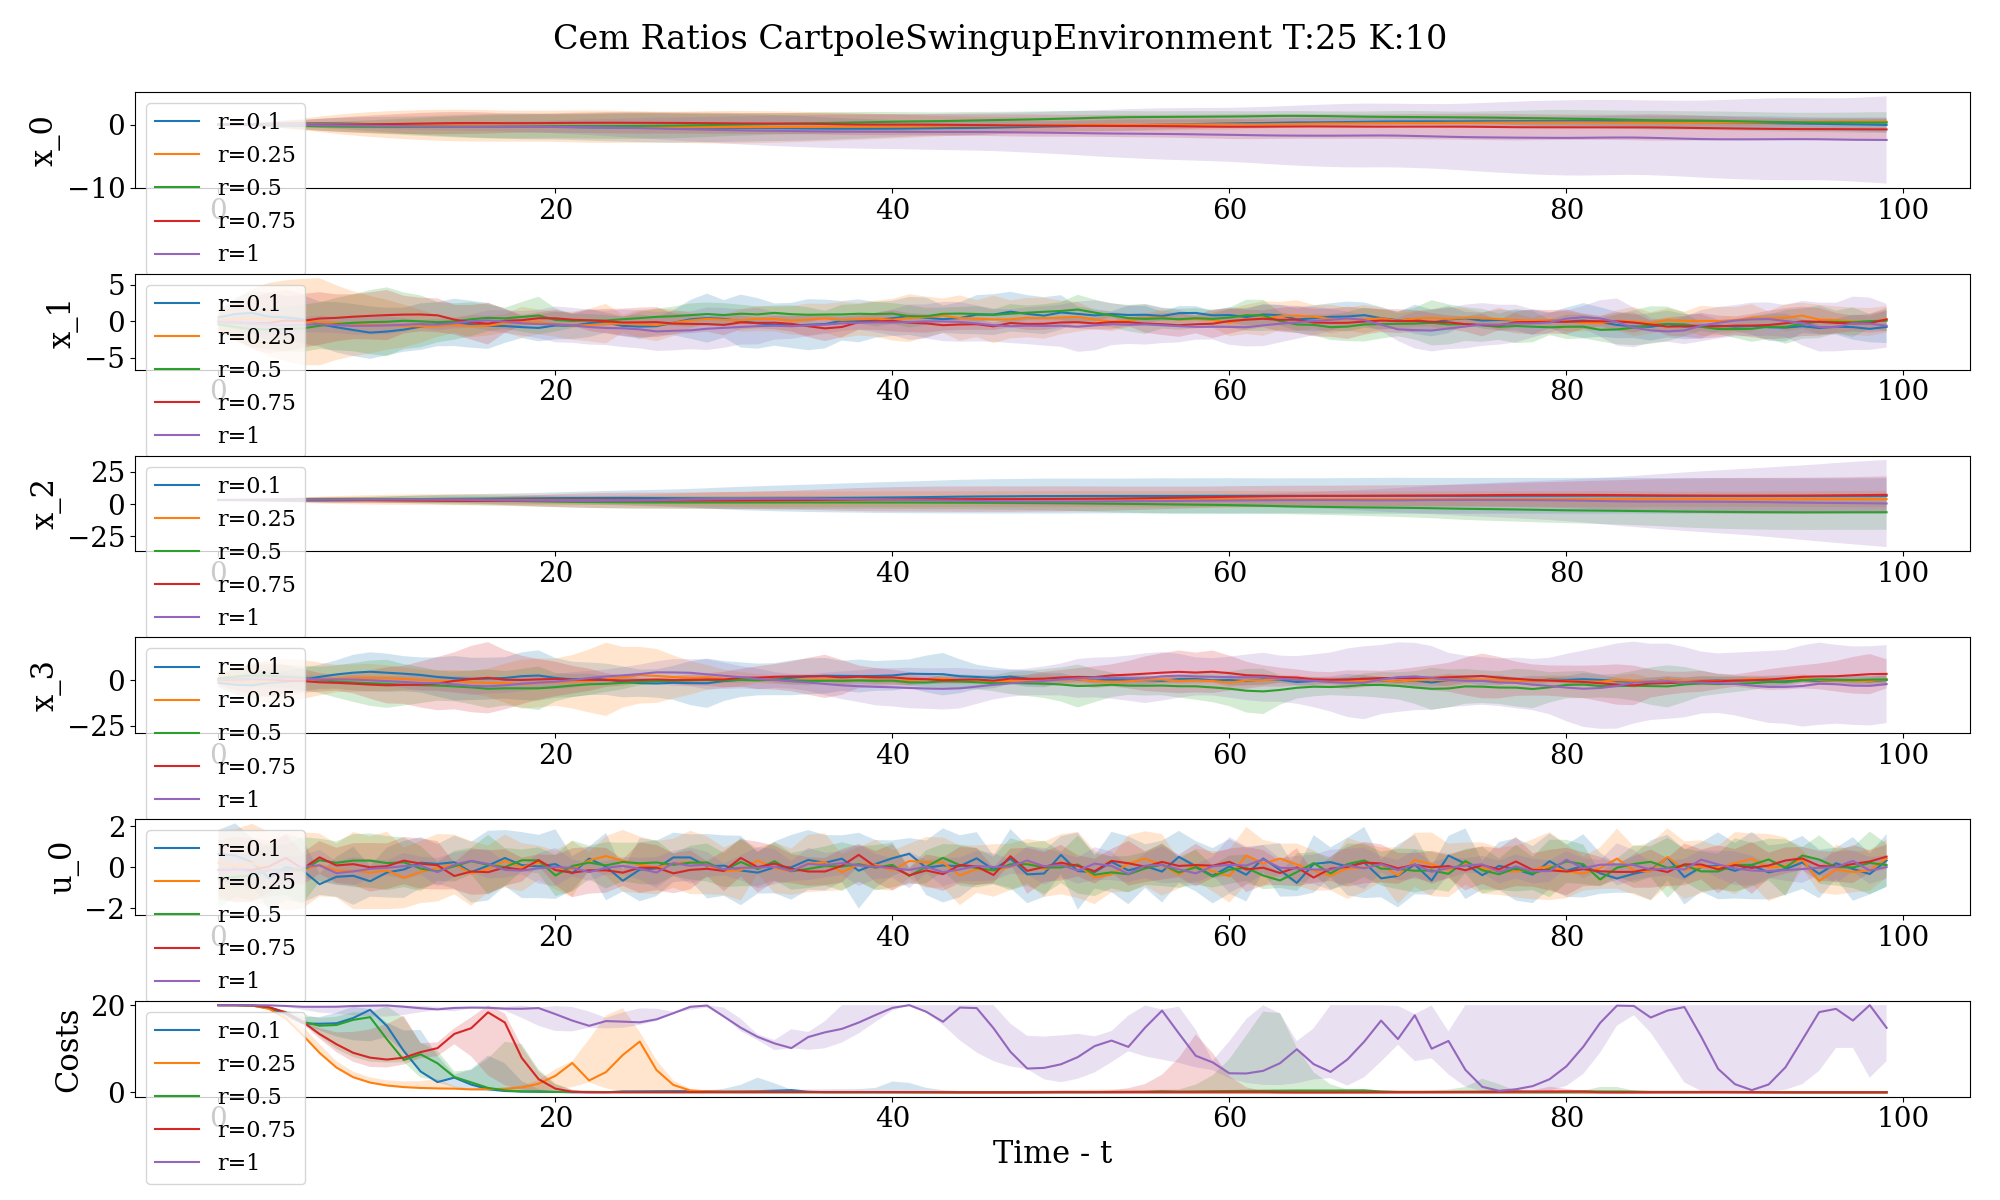 Cem Ratios CartpoleSwingupEnvironment T:25 K:10
x_0
0
−10
r=0.1
r=0.25
r=0.5
r=0.75
r=1
0 20 40 60 80 100
x_1
5
0
−5
r=0.1
r=0.25
r=0.5
r=0.75
r=1
0 20 40 60 80 100
x_2
25
0
−25
r=0.1
r=0.25
r=0.5
r=0.75
r=1
0 20 40 60 80 100
x_3
0
−25
r=0.1
r=0.25
r=0.5
r=0.75
r=1
0 20 40 60 80 100
u_0
2
0
−2
r=0.1
r=0.25
r=0.5
r=0.75
r=1
0 20 40 60 80 100
Costs
20
0
r=0.1
r=0.25
r=0.5
r=0.75
r=1
0 20 40 60 80 100
Time - t